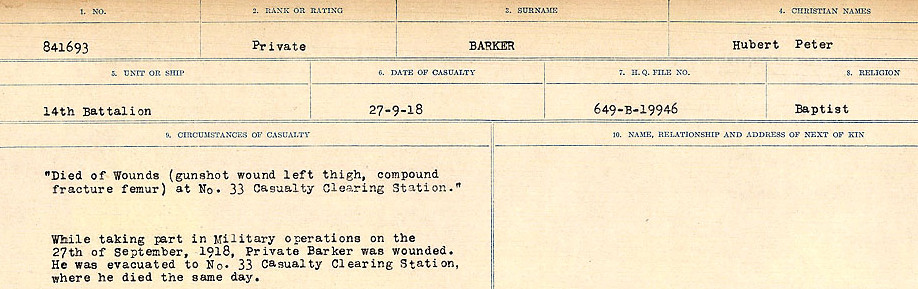 1. NO. 2. RANK OR RATING 3. SURNAME 4. CHRISTIAN NAMES
841693 Private BARKER Hubert Peter
5. UNIT OR SHIP 6. DATE OF CASUALTY 7. H.Q. FILE NO. 8. RELIGION
14th Battalion 27-9-18 649-B-19946 Baptist
9. CIRCUMSTANCES OF CASUALTY 10. NAME, RELATIONSHIP AND ADDRESS OF NEXT OF KIN
"Died of Wounds (gunshot wound left thigh, compound
fracture femur) at No. 33 Casualty Clearing Station."
While taking part in Military operations on the
27th of September, 1918, Private Barker was wounded.
He was evacuated to No. 33 Casualty Clearing Station,
where he died the same day.